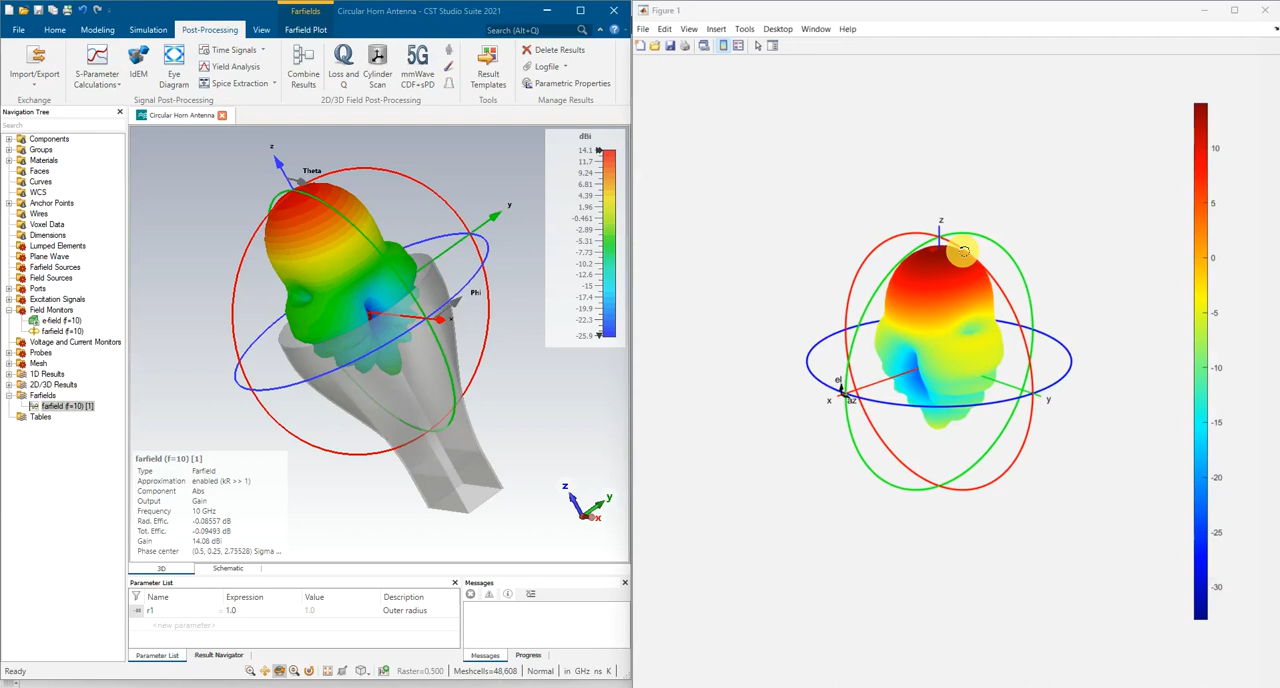 Farfields
Circular Horn Antenna - CST Studio Suite 2021
File
Home
Modeling
Simulation
Post-Processing
View
Farfield Plot
Search (Alt+Q)
Import/Export
Exchange
S-Parameter
Calculations
IdEM
Eye
Diagram
Time Signals
Yield Analysis
Spice Extraction
Signal Post-Processing
Combine
Results
Loss and
Q
Cylinder
Scan
5G
mmWave
CDF+sPD
2D/3D Field Post-Processing
Result
Templates
Tools
Delete Results
Logfile
Parametric Properties
Manage Results
Navigation Tree
Search
Components
Groups
Materials
Faces
Curves
WCS
Anchor Points
Wires
Voxel Data
Dimensions
Lumped Elements
Plane Wave
Farfield Sources
Field Sources
Ports
Excitation Signals
Field Monitors
e-field (f=10)
farfield (f=10)
Voltage and Current Monitors
Probes
Mesh
1D Results
2D/3D Results
Farfields
farfield (f=10) [1]
Tables
Circular Horn Antenna
z
Theta
y
Phi
x
dBi
14.1
11.7
9.24
6.81
4.39
1.96
-0.461
-2.89
-5.31
-7.73
-10.2
-12.6
-15
-17.4
-19.9
-22.3
-25.9
farfield (f=10) [1]
Type Farfield
Approximation enabled (kR >> 1)
Component Abs
Output Gain
Frequency 10 GHz
Rad. Effic. -0.08557 dB
Tot. Effic. -0.09493 dB
Gain 14.08 dBi
Phase center (0.5, 0.25, 2.75528) Sigma ...
z
y
x
3D
Schematic
Parameter List
Name Expression Value Description
r1 = 1.0 1.0 Outer radius
<new parameter>
Parameter List
Result Navigator
Messages
Messages
Progress
Ready
Raster=0.500
Meshcells=48,608
Normal
in GHz ns K
Figure 1
File Edit View Insert Tools Desktop Window Help
z
el
x
az
y
10
5
0
-5
-10
-15
-20
-25
-30